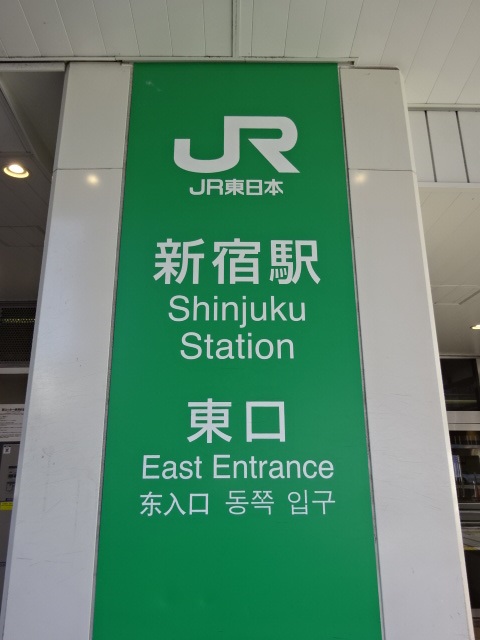 JR
JR東日本
新宿駅
Shinjuku
Station
東口
East Entrance
东入口 동쪽 입구